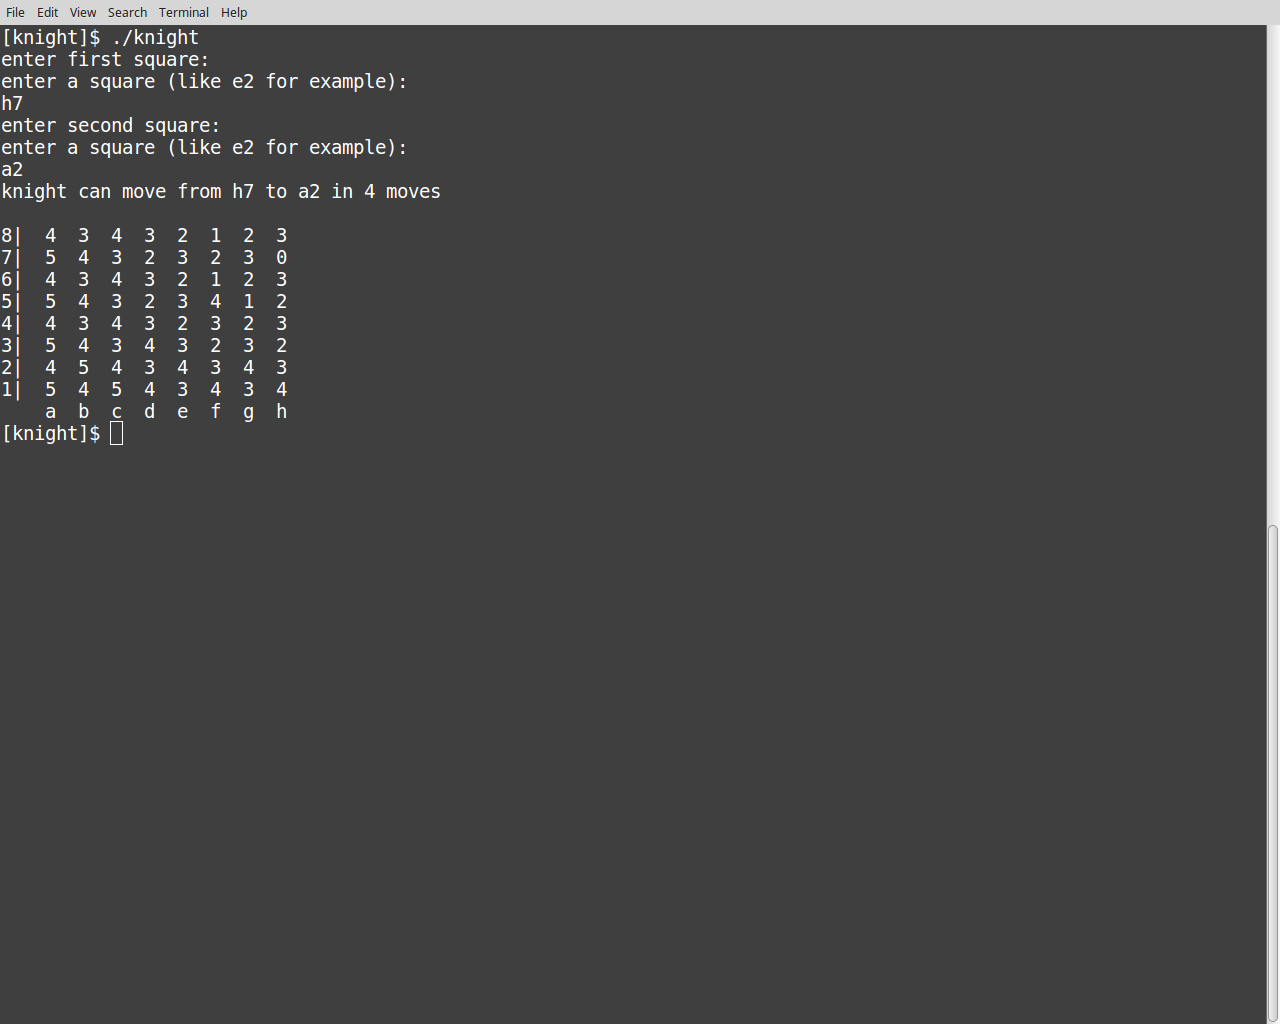 File Edit View Search Terminal Help
[knight]$ ./knight
enter first square:
enter a square (like e2 for example):
h7
enter second square:
enter a square (like e2 for example):
a2
knight can move from h7 to a2 in 4 moves
8|  4  3  4  3  2  1  2  3
7|  5  4  3  2  3  2  3  0
6|  4  3  4  3  2  1  2  3
5|  5  4  3  2  3  4  1  2
4|  4  3  4  3  2  3  2  3
3|  5  4  3  4  3  2  3  2
2|  4  5  4  3  4  3  4  3
1|  5  4  5  4  3  4  3  4
    a  b  c  d  e  f  g  h
[knight]$